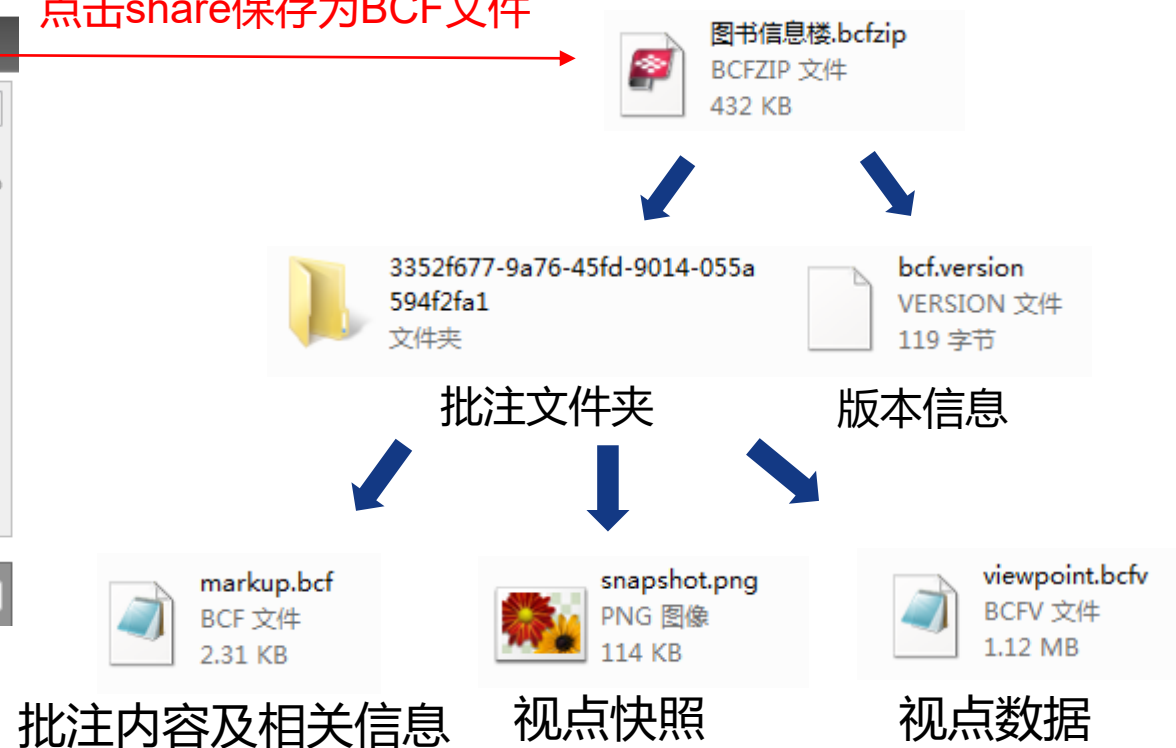 点击share保存为BCF文件
图书信息楼.bcfzip
BCFZIP 文件
432 KB
3352f677-9a76-45fd-9014-055a
594f2fa1
文件夹
bcf.version
VERSION 文件
119 字节
批注文件夹
版本信息
markup.bcf
BCF 文件
2.31 KB
snapshot.png
PNG 图像
114 KB
viewpoint.bcfv
BCFV 文件
1.12 MB
批注内容及相关信息
视点快照
视点数据